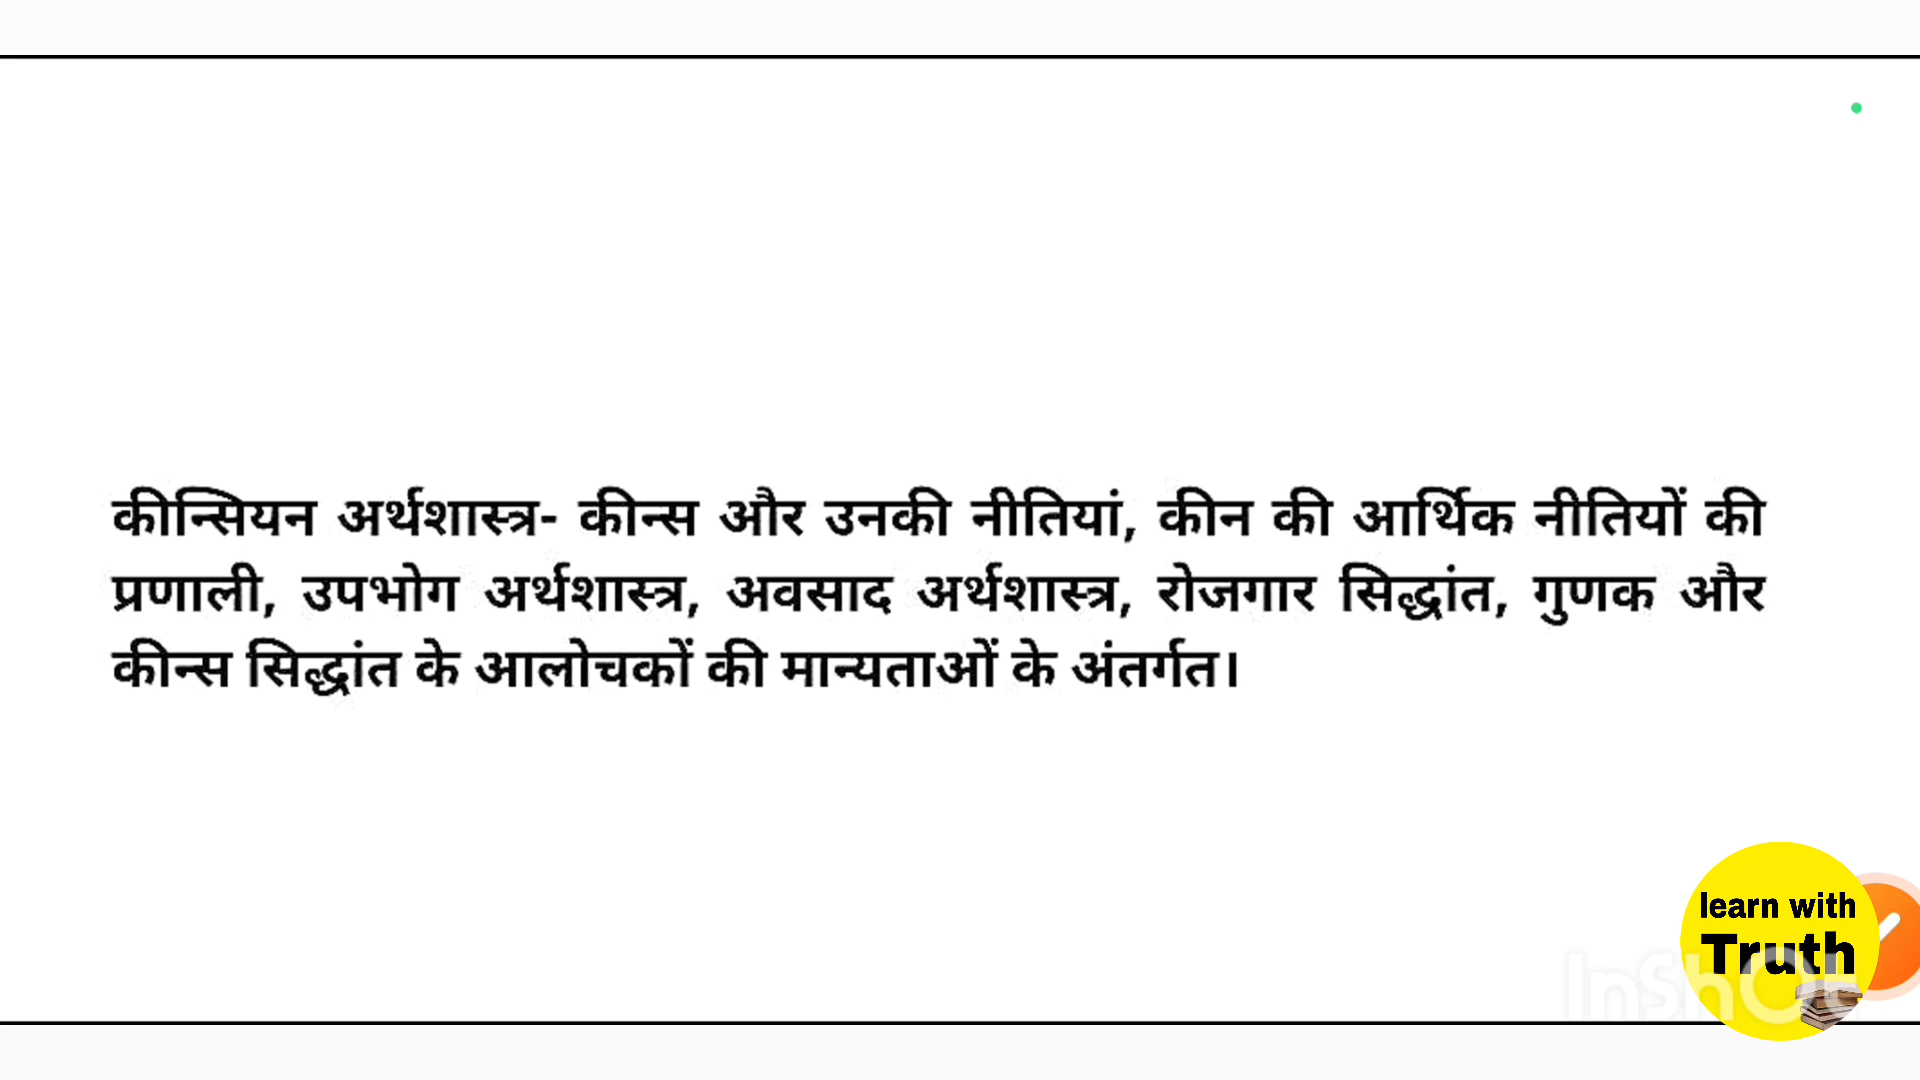 कीन्सियन अर्थशास्त्र- कीन्स और उनकी नीतियां, कीन की आर्थिक नीतियों की
प्रणाली, उपभोग अर्थशास्त्र, अवसाद अर्थशास्त्र, रोजगार सिद्धांत, गुणक और
कीन्स सिद्धांत के आलोचकों की मान्यताओं के अंतर्गत।
learn with
Truth
InShOt